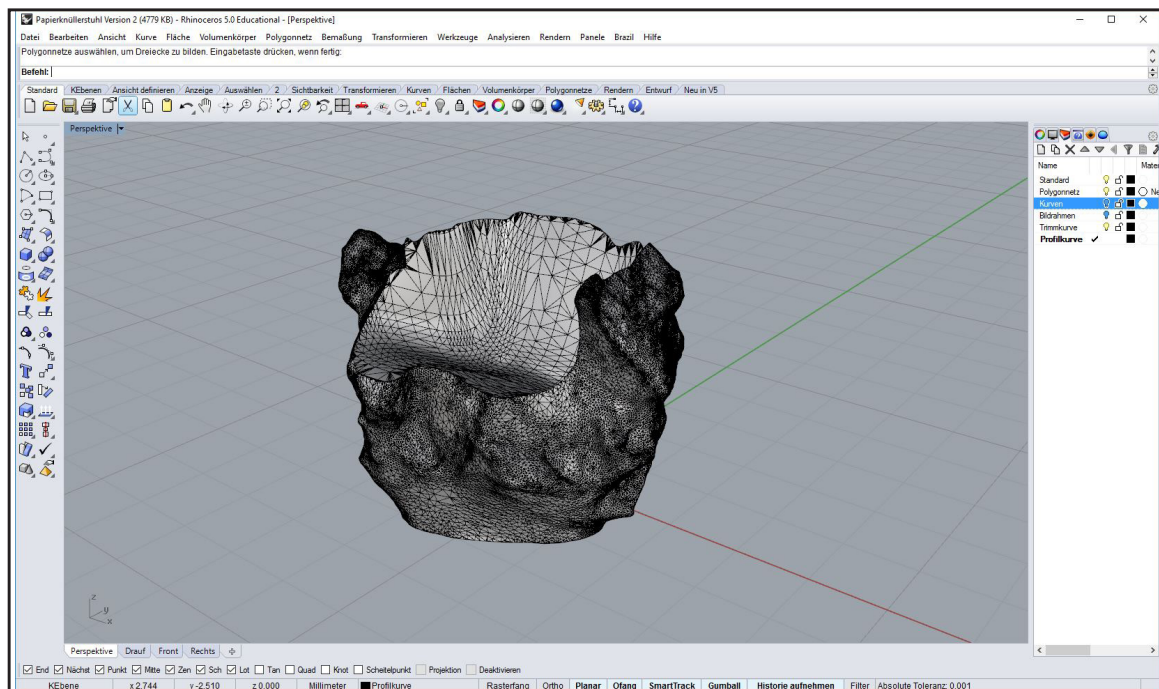 Papierknüllerstuhl Version 2 (4779 KB) - Rhinoceros 5.0 Educational - [Perspektive]
Datei Bearbeiten Ansicht Kurve Fläche Volumenkörper Polygonnetz Bemaßung Transformieren Werkzeuge Analysieren Rendern Panele Brazil Hilfe
Polygonnetze auswählen, um Dreiecke zu bilden. Eingabetaste drücken, wenn fertig:
Befehl:
Standard KEbenen Ansicht definieren Anzeige Auswählen 2 Sichtbarkeit Transformieren Kurven Flächen Volumenkörper Polygonnetze Rendern Entwurf Neu in V5
Perspektive
Name Mater
Standard
Polygonnetz Ne
Kurven
Bildrahmen
Trimmkurve
Profilkurve
z
y
x
Perspektive Drauf Front Rechts
End Nächst Punkt Mitte Zen Sch Lot Tan Quad Knot Scheitelpunkt Projektion Deaktivieren
KEbene x 2.744 y -2.510 z 0.000 Millimeter Profilkurve Rasterfang Ortho Planar Ofang SmartTrack Gumball Historie aufnehmen Filter Absolute Toleranz: 0.001